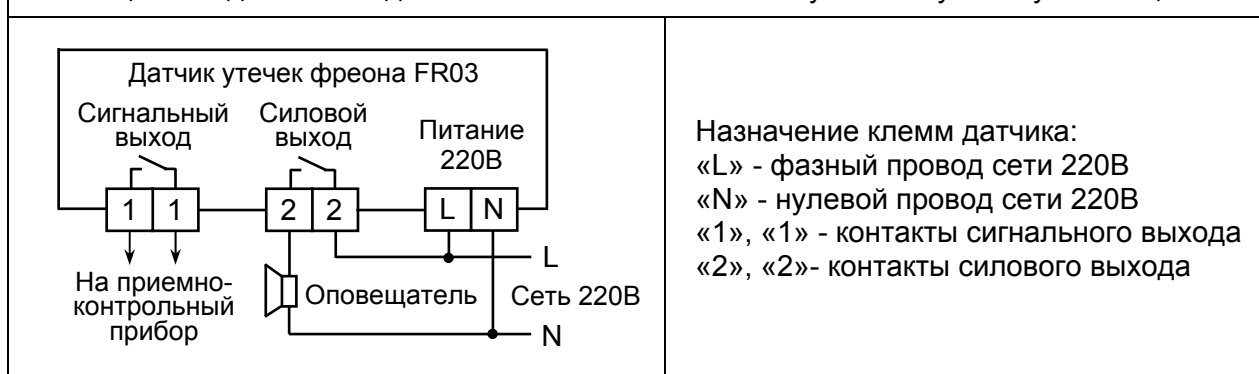 Датчик утечек фреона FR03
Сигнальный
выход
Силовой
выход
Питание
220В
1 1
2 2
L N
L
На приемно-
контрольный
прибор
Оповещатель
Сеть 220В
N
Назначение клемм датчика:
«L» - фазный провод сети 220В
«N» - нулевой провод сети 220В
«1», «1» - контакты сигнального выхода
«2», «2»- контакты силового выхода